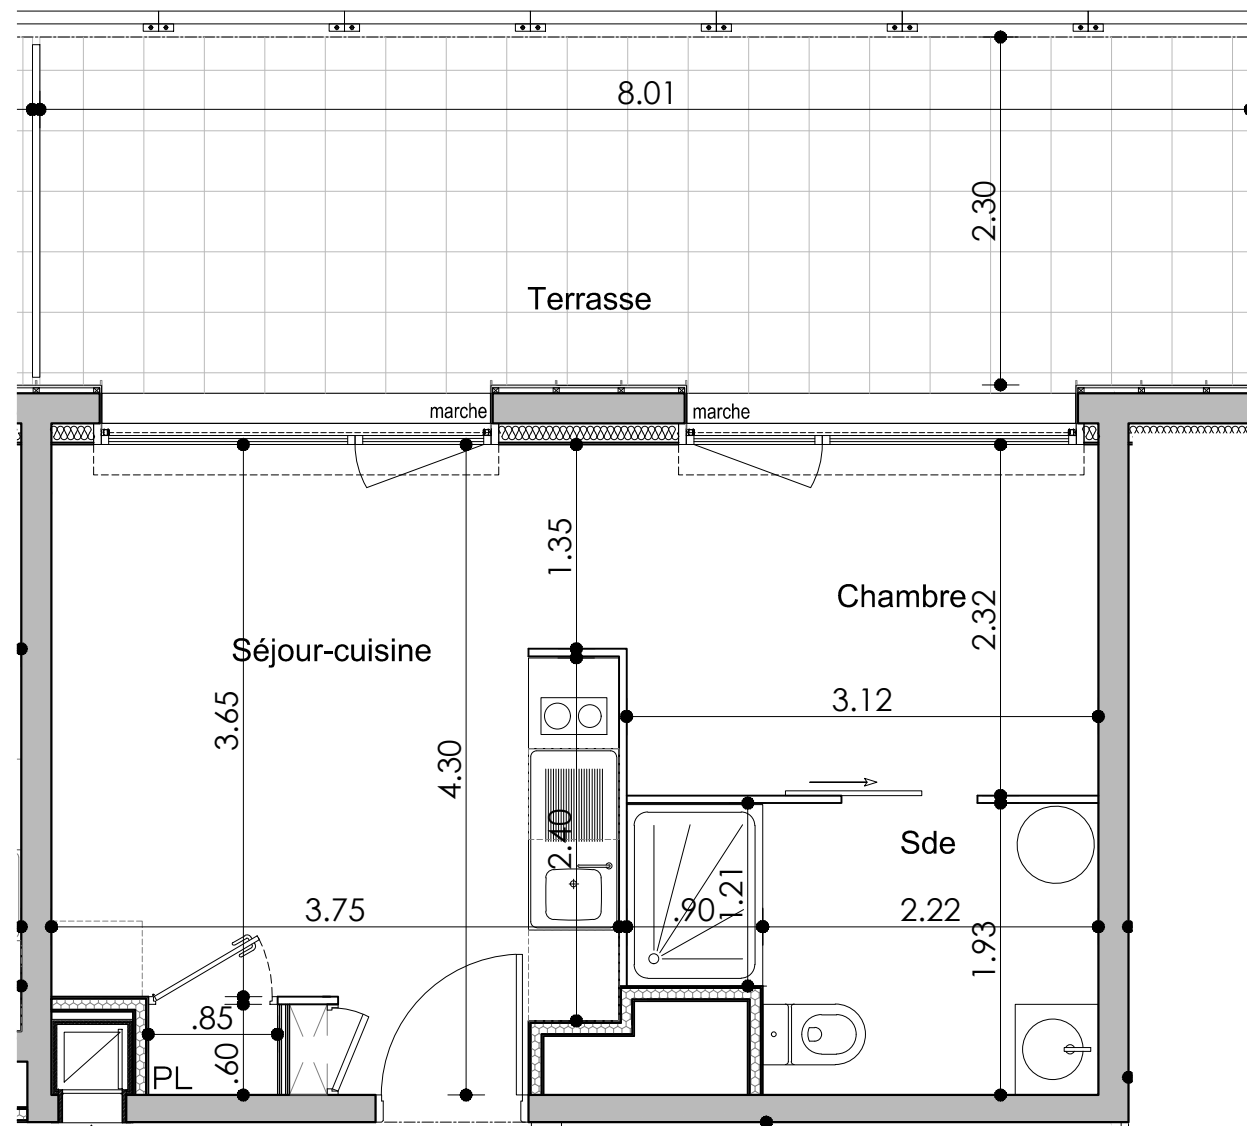 8.01
2.30
Terrasse
marche
marche
1.35
Chambre
2.32
Séjour-cuisine
3.65
3.12
4.30
2.40
Sde
1.21
3.75
.90
2.22
1.93
.85
.60
PL